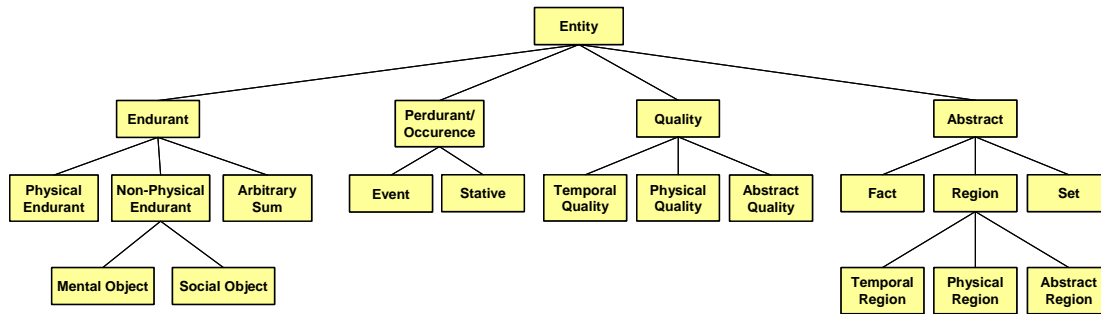 Entity
Endurant
Perdurant/
Occurence
Quality
Abstract
Physical
Endurant
Non-Physical
Endurant
Arbitrary
Sum
Event
Stative
Temporal
Quality
Physical
Quality
Abstract
Quality
Fact
Region
Set
Mental Object
Social Object
Temporal
Region
Physical
Region
Abstract
Region